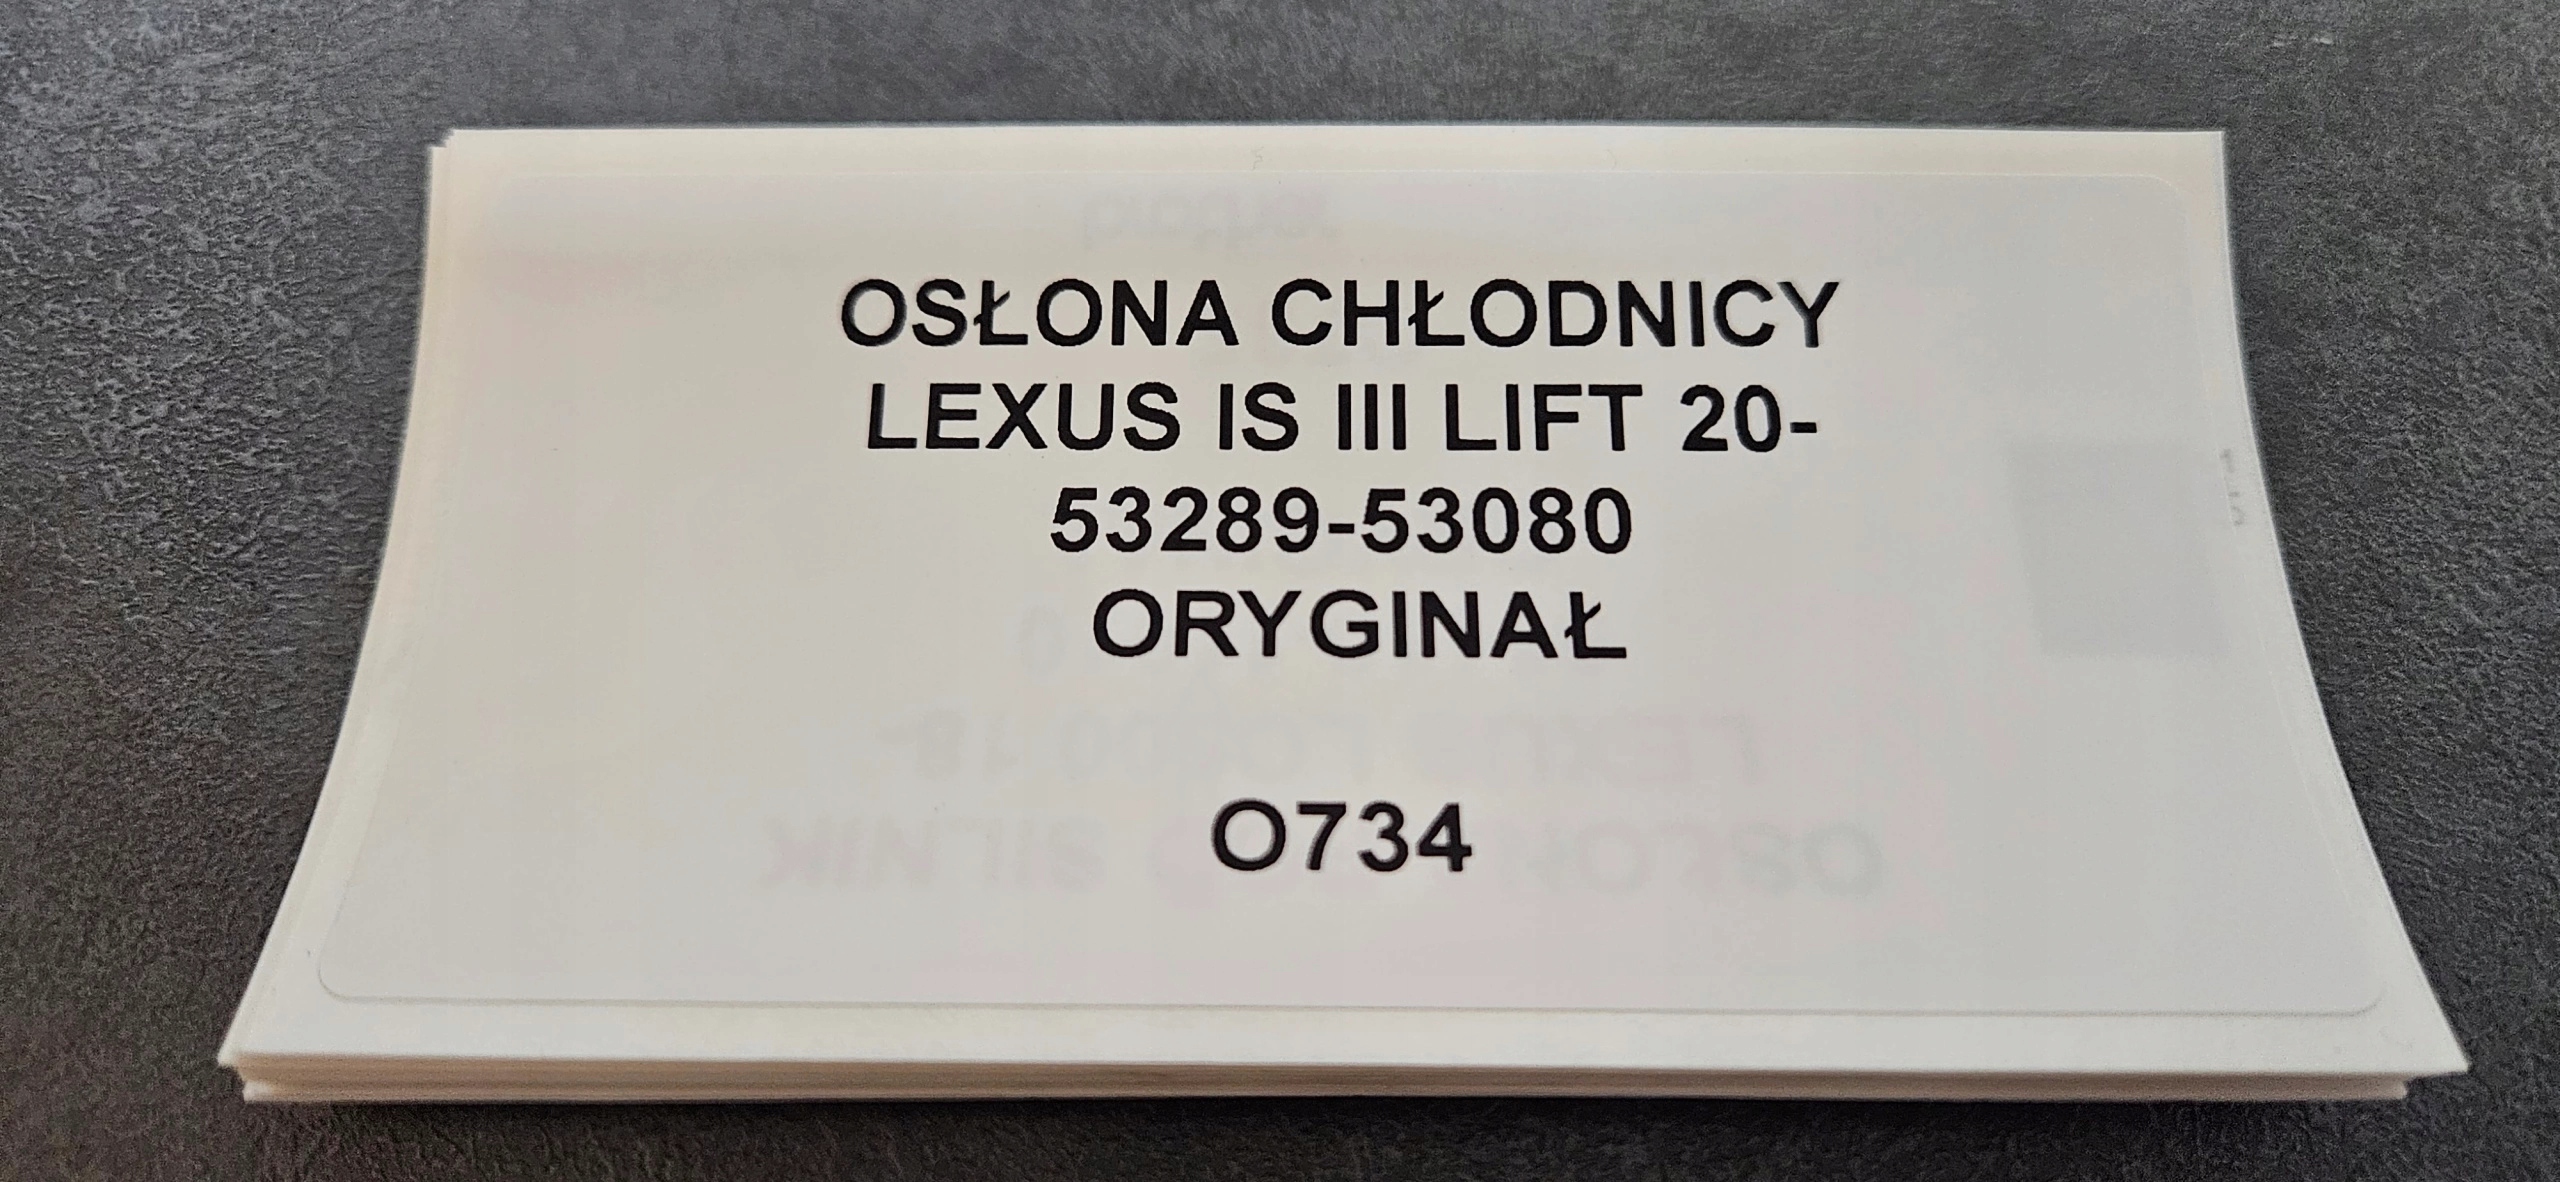 OSŁONA CHŁODNICY
LEXUS IS III LIFT 20-
53289-53080
ORYGINAŁ
O734